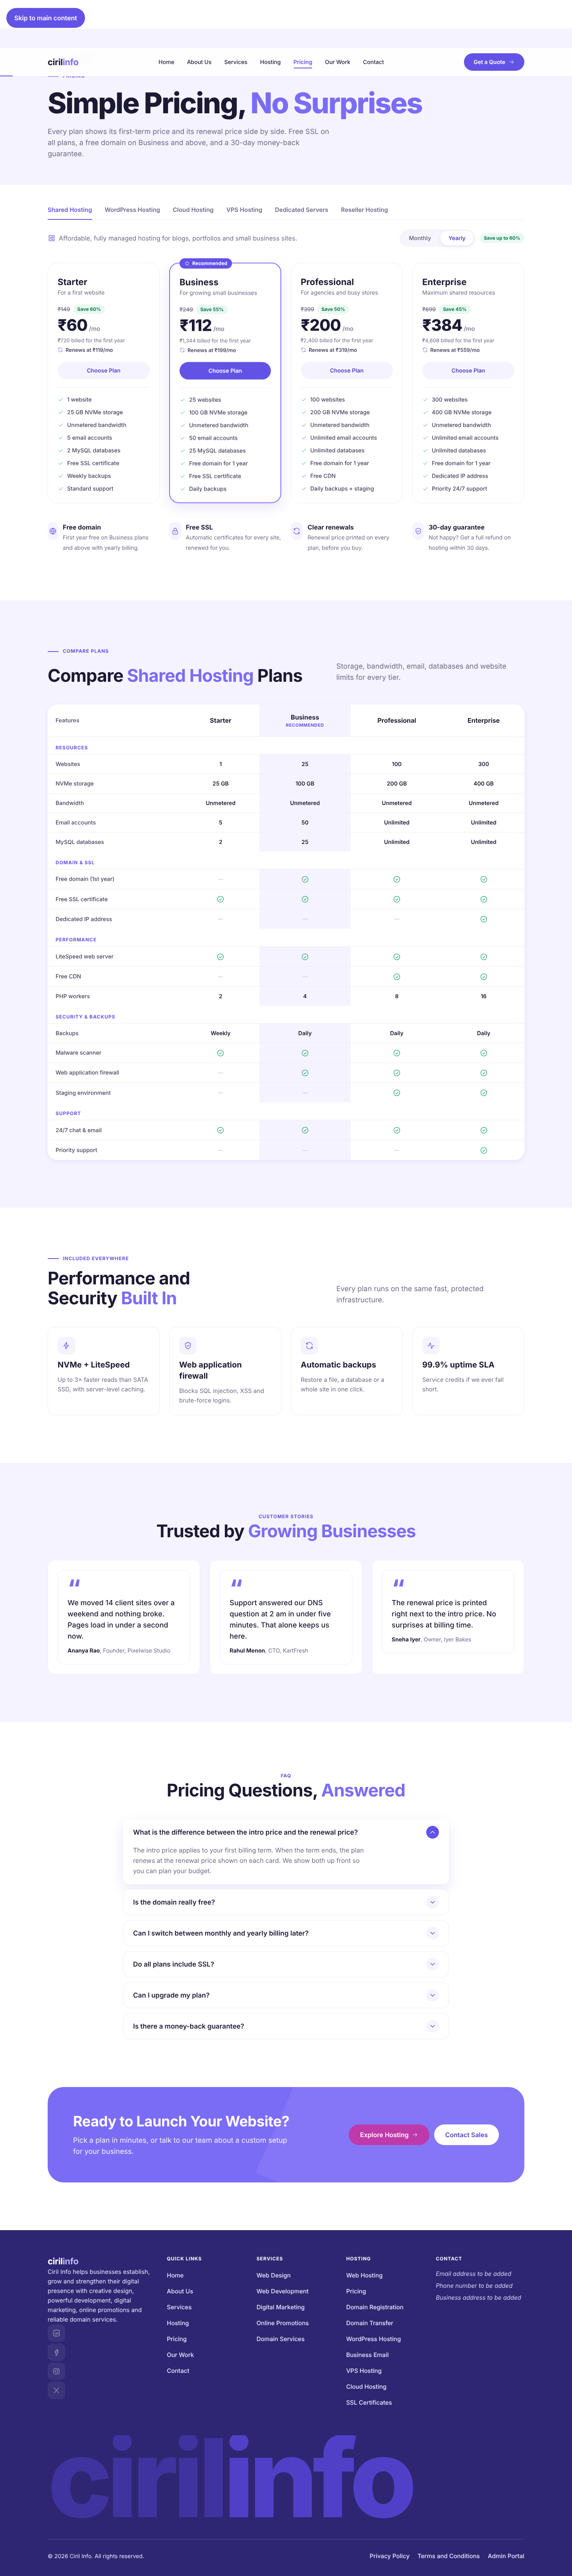 Skip to main content
cirilinfo
Home
About Us
Services
Hosting
Pricing
Our Work
Contact
Get a Quote
Simple Pricing, No Surprises
Every plan shows its first-term price and its renewal price side by side. Free SSL on
all plans, a free domain on Business and above, and a 30-day money-back
guarantee.
Shared Hosting
WordPress Hosting
Cloud Hosting
VPS Hosting
Dedicated Servers
Reseller Hosting
Affordable, fully managed hosting for blogs, portfolios and small business sites.
Monthly
Yearly
Save up to 60%
Starter
For a first website
₹149 Save 60%
₹60 /mo
₹720 billed for the first year
Renews at ₹119/mo
Choose Plan
1 website
25 GB NVMe storage
Unmetered bandwidth
5 email accounts
2 MySQL databases
Free SSL certificate
Weekly backups
Standard support
Recommended
Business
For growing small businesses
₹249 Save 55%
₹112 /mo
₹1,344 billed for the first year
Renews at ₹199/mo
Choose Plan
25 websites
100 GB NVMe storage
Unmetered bandwidth
50 email accounts
25 MySQL databases
Free domain for 1 year
Free SSL certificate
Daily backups
Professional
For agencies and busy stores
₹399 Save 50%
₹200 /mo
₹2,400 billed for the first year
Renews at ₹319/mo
Choose Plan
100 websites
200 GB NVMe storage
Unmetered bandwidth
Unlimited email accounts
Unlimited databases
Free domain for 1 year
Free CDN
Daily backups + staging
Enterprise
Maximum shared resources
₹699 Save 45%
₹384 /mo
₹4,608 billed for the first year
Renews at ₹559/mo
Choose Plan
300 websites
400 GB NVMe storage
Unmetered bandwidth
Unlimited email accounts
Unlimited databases
Free domain for 1 year
Dedicated IP address
Priority 24/7 support
Free domain
First year free on Business plans
and above with yearly billing.
Free SSL
Automatic certificates for every site,
renewed for you.
Clear renewals
Renewal price printed on every
plan, before you buy.
30-day guarantee
Not happy? Get a full refund on
hosting within 30 days.
COMPARE PLANS
Compare Shared Hosting Plans
Storage, bandwidth, email, databases and website
limits for every tier.
Features Starter Business Professional Enterprise
RECOMMENDED
RESOURCES
Websites 1 25 100 300
NVMe storage 25 GB 100 GB 200 GB 400 GB
Bandwidth Unmetered Unmetered Unmetered Unmetered
Email accounts 5 50 Unlimited Unlimited
MySQL databases 2 25 Unlimited Unlimited
DOMAIN & SSL
Free domain (1st year) —
Free SSL certificate
Dedicated IP address — — —
PERFORMANCE
LiteSpeed web server
Free CDN — —
PHP workers 2 4 8 16
SECURITY & BACKUPS
Backups Weekly Daily Daily Daily
Malware scanner
Web application firewall —
Staging environment — —
SUPPORT
24/7 chat & email
Priority support — — —
INCLUDED EVERYWHERE
Performance and
Security Built In
Every plan runs on the same fast, protected
infrastructure.
NVMe + LiteSpeed
Up to 3× faster reads than SATA
SSD, with server-level caching.
Web application
firewall
Blocks SQL injection, XSS and
brute-force logins.
Automatic backups
Restore a file, a database or a
whole site in one click.
99.9% uptime SLA
Service credits if we ever fall
short.
CUSTOMER STORIES
Trusted by Growing Businesses
“
We moved 14 client sites over a
weekend and nothing broke.
Pages load in under a second
now.
Ananya Rao, Founder, Pixelwise Studio
“
Support answered our DNS
question at 2 am in under five
minutes. That alone keeps us
here.
Rahul Menon, CTO, KartFresh
“
The renewal price is printed
right next to the intro price. No
surprises at billing time.
Sneha Iyer, Owner, Iyer Bakes
FAQ
Pricing Questions, Answered
What is the difference between the intro price and the renewal price?
The intro price applies to your first billing term. When the term ends, the plan
renews at the renewal price shown on each card. We show both up front so
you can plan your budget.
Is the domain really free?
Can I switch between monthly and yearly billing later?
Do all plans include SSL?
Can I upgrade my plan?
Is there a money-back guarantee?
Ready to Launch Your Website?
Pick a plan in minutes, or talk to our team about a custom setup
for your business.
Explore Hosting
Contact Sales
cirilinfo
Ciril Info helps businesses establish,
grow and strengthen their digital
presence with creative design,
powerful development, digital
marketing, online promotions and
reliable domain services.
QUICK LINKS
Home
About Us
Services
Hosting
Pricing
Our Work
Contact
SERVICES
Web Design
Web Development
Digital Marketing
Online Promotions
Domain Services
HOSTING
Web Hosting
Pricing
Domain Registration
Domain Transfer
WordPress Hosting
Business Email
VPS Hosting
Cloud Hosting
SSL Certificates
CONTACT
Email address to be added
Phone number to be added
Business address to be added
cirilinfo
© 2026 Ciril Info. All rights reserved.
Privacy Policy
Terms and Conditions
Admin Portal